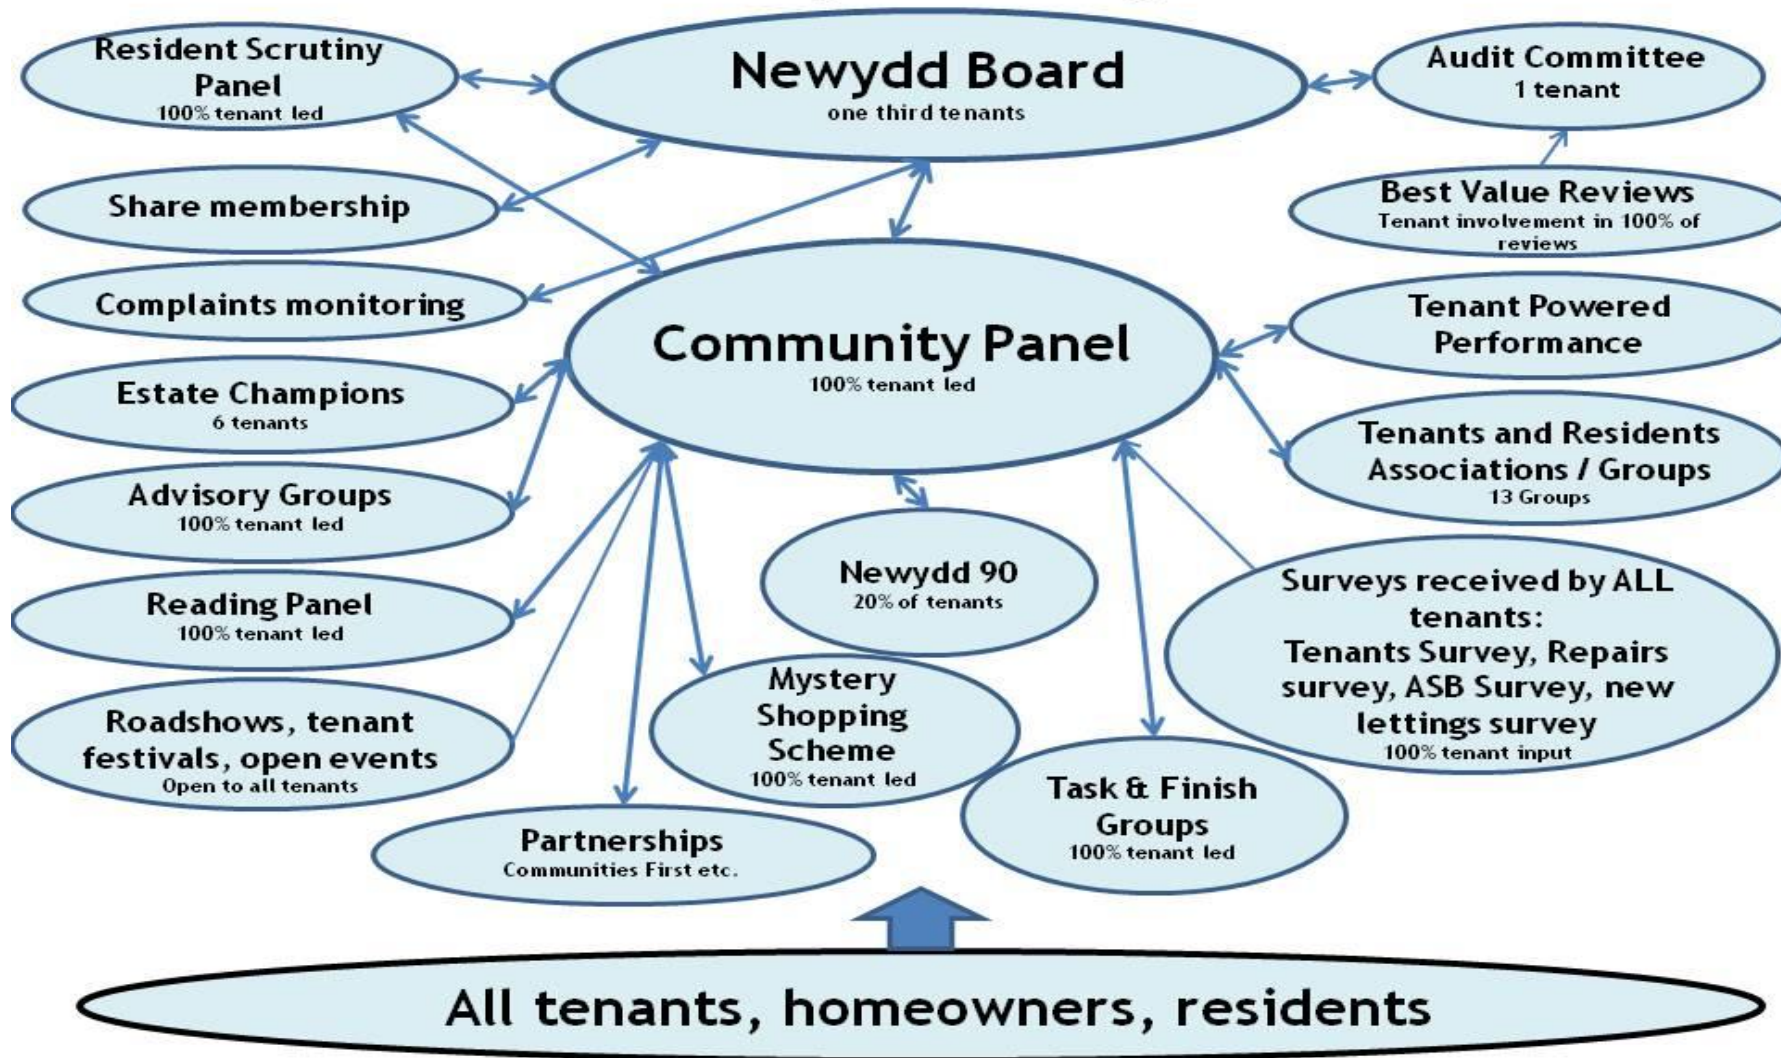 Resident Scrutiny
Panel
100% tenant led
Newydd Board
one third tenants
Audit Committee
1 tenant
Share membership
Best Value Reviews
Tenant involvement in 100% of
reviews
Complaints monitoring
Community Panel
100% tenant led
Tenant Powered
Performance
Estate Champions
6 tenants
Tenants and Residents
Associations / Groups
13 Groups
Advisory Groups
100% tenant led
Newydd 90
20% of tenants
Surveys received by ALL
tenants:
Tenants Survey, Repairs
survey, ASB Survey, new
lettings survey
100% tenant input
Reading Panel
100% tenant led
Mystery
Shopping
Scheme
100% tenant led
Roadshows, tenant
festivals, open events
Open to all tenants
Task & Finish
Groups
100% tenant led
Partnerships
Communities First etc.
All tenants, homeowners, residents